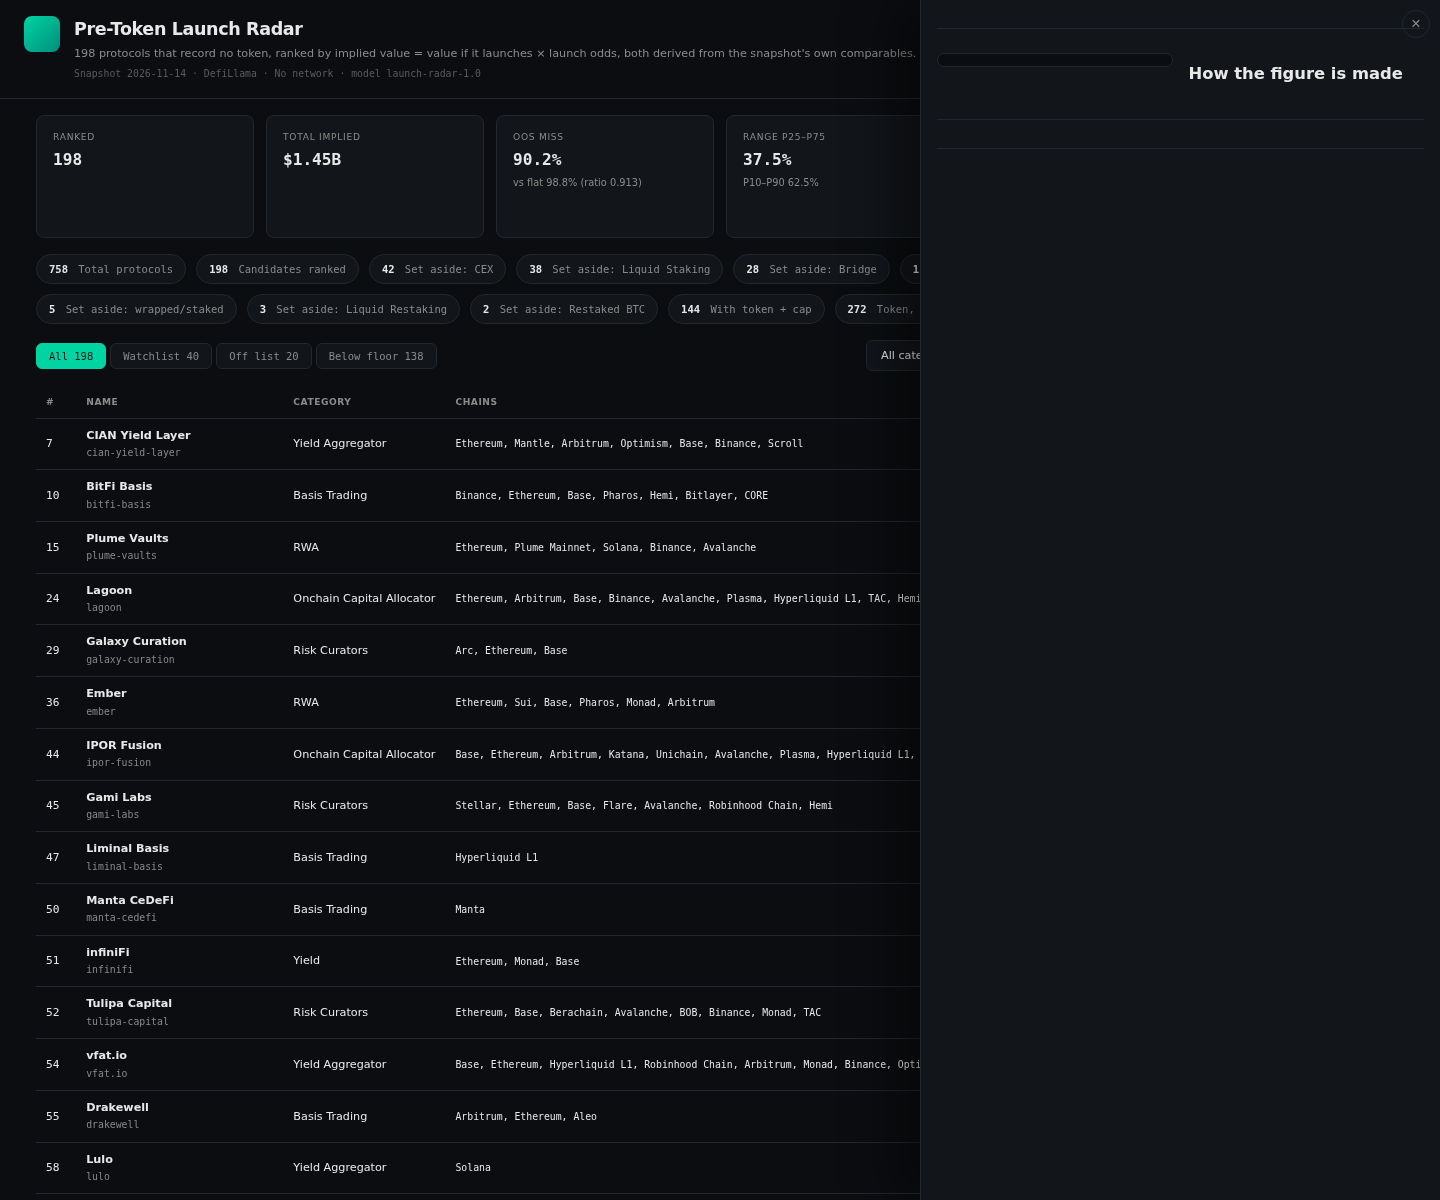 Pre-Token Launch Radar
198 protocols that record no token, ranked by implied value = value if it launches × launch odds, both derived from the snapshot's own comparables.
Snapshot 2026-11-14 · DefiLlama · No network · model launch-radar-1.0
×
How the figure is made
RANKED
198
TOTAL IMPLIED
$1.45B
OOS MISS
90.2%
vs flat 98.8% (ratio 0.913)
RANGE P25–P75
37.5%
P10–P90 62.5%
758 Total protocols
198 Candidates ranked
42 Set aside: CEX
38 Set aside: Liquid Staking
28 Set aside: Bridge
1
5 Set aside: wrapped/staked
3 Set aside: Liquid Restaking
2 Set aside: Restaked BTC
144 With token + cap
272 Token,
All 198
Watchlist 40
Off list 20
Below floor 138
All cate
# NAME CATEGORY CHAINS
7 CIAN Yield Layer Yield Aggregator Ethereum, Mantle, Arbitrum, Optimism, Base, Binance, Scroll
cian-yield-layer
10 BitFi Basis Basis Trading Binance, Ethereum, Base, Pharos, Hemi, Bitlayer, CORE
bitfi-basis
15 Plume Vaults RWA Ethereum, Plume Mainnet, Solana, Binance, Avalanche
plume-vaults
24 Lagoon Onchain Capital Allocator Ethereum, Arbitrum, Base, Binance, Avalanche, Plasma, Hyperliquid L1, TAC, Hemi
lagoon
29 Galaxy Curation Risk Curators Arc, Ethereum, Base
galaxy-curation
36 Ember RWA Ethereum, Sui, Base, Pharos, Monad, Arbitrum
ember
44 IPOR Fusion Onchain Capital Allocator Base, Ethereum, Arbitrum, Katana, Unichain, Avalanche, Plasma, Hyperliquid L1,
ipor-fusion
45 Gami Labs Risk Curators Stellar, Ethereum, Base, Flare, Avalanche, Robinhood Chain, Hemi
gami-labs
47 Liminal Basis Basis Trading Hyperliquid L1
liminal-basis
50 Manta CeDeFi Basis Trading Manta
manta-cedefi
51 infiniFi Yield Ethereum, Monad, Base
infinifi
52 Tulipa Capital Risk Curators Ethereum, Base, Berachain, Avalanche, BOB, Binance, Monad, TAC
tulipa-capital
54 vfat.io Yield Aggregator Base, Ethereum, Hyperliquid L1, Robinhood Chain, Arbitrum, Monad, Binance, Opti
vfat.io
55 Drakewell Basis Trading Arbitrum, Ethereum, Aleo
drakewell
58 Lulo Yield Aggregator Solana
lulo